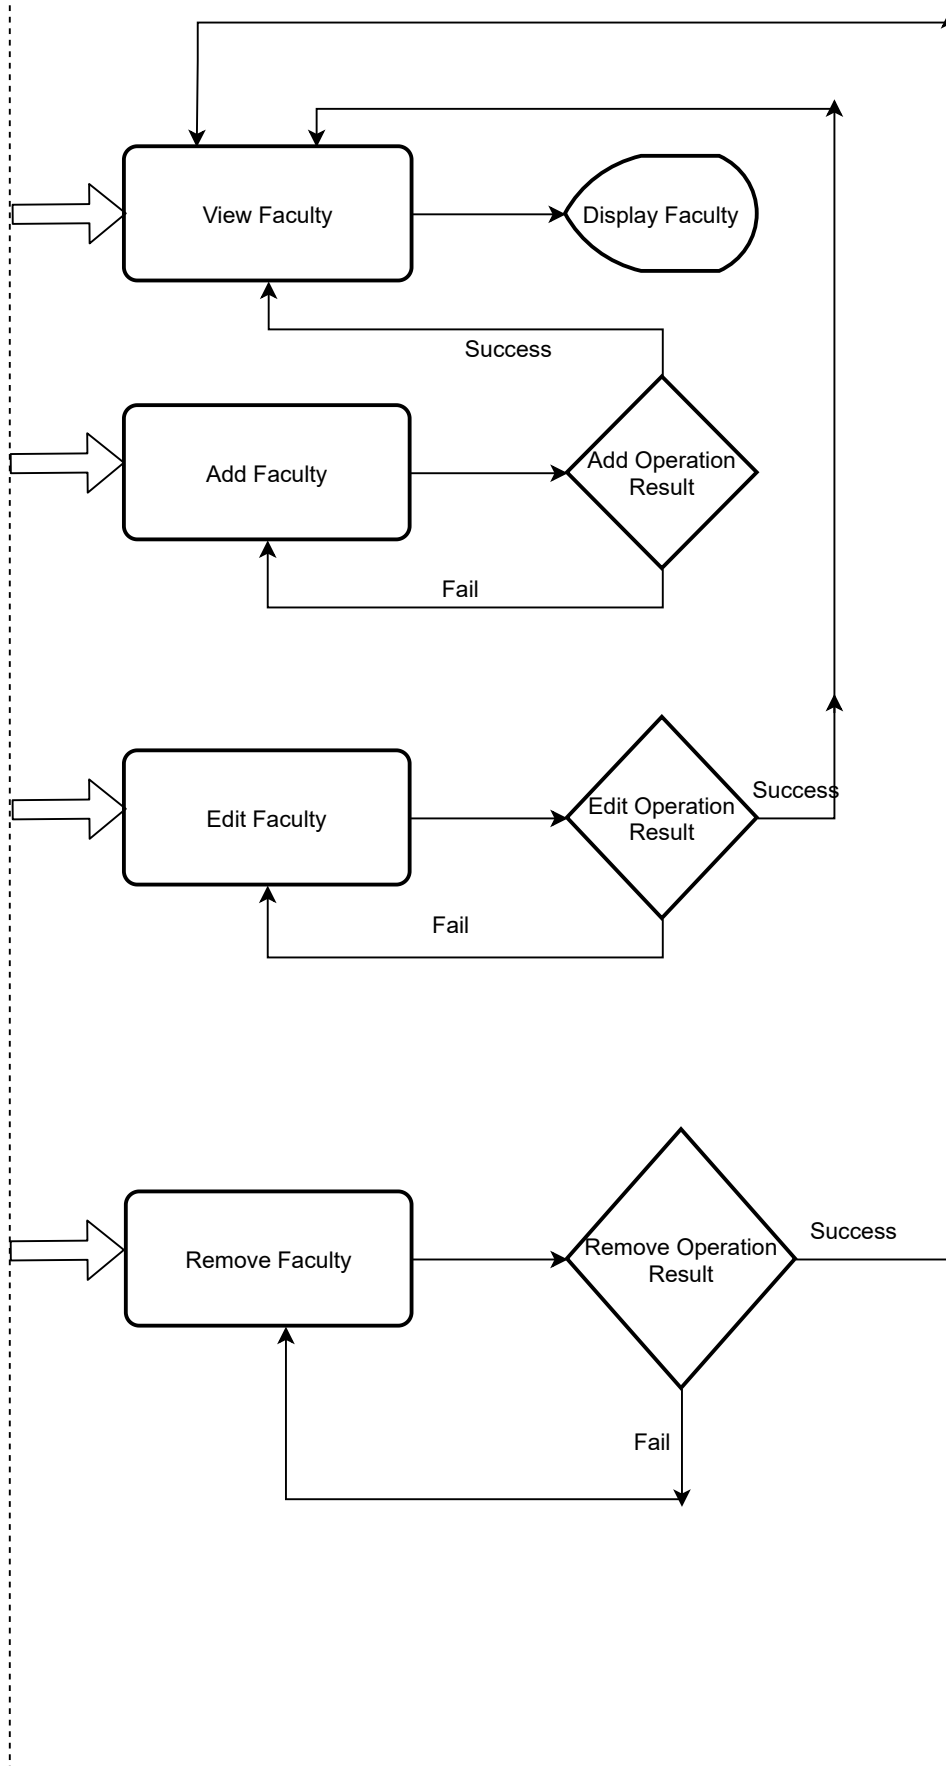 View Faculty
Display Faculty
Success
Add Faculty
Add Operation
Result
Fail
Edit Faculty
Edit Operation
Result
Success
Fail
Remove Faculty
Remove Operation
Result
Success
Fail